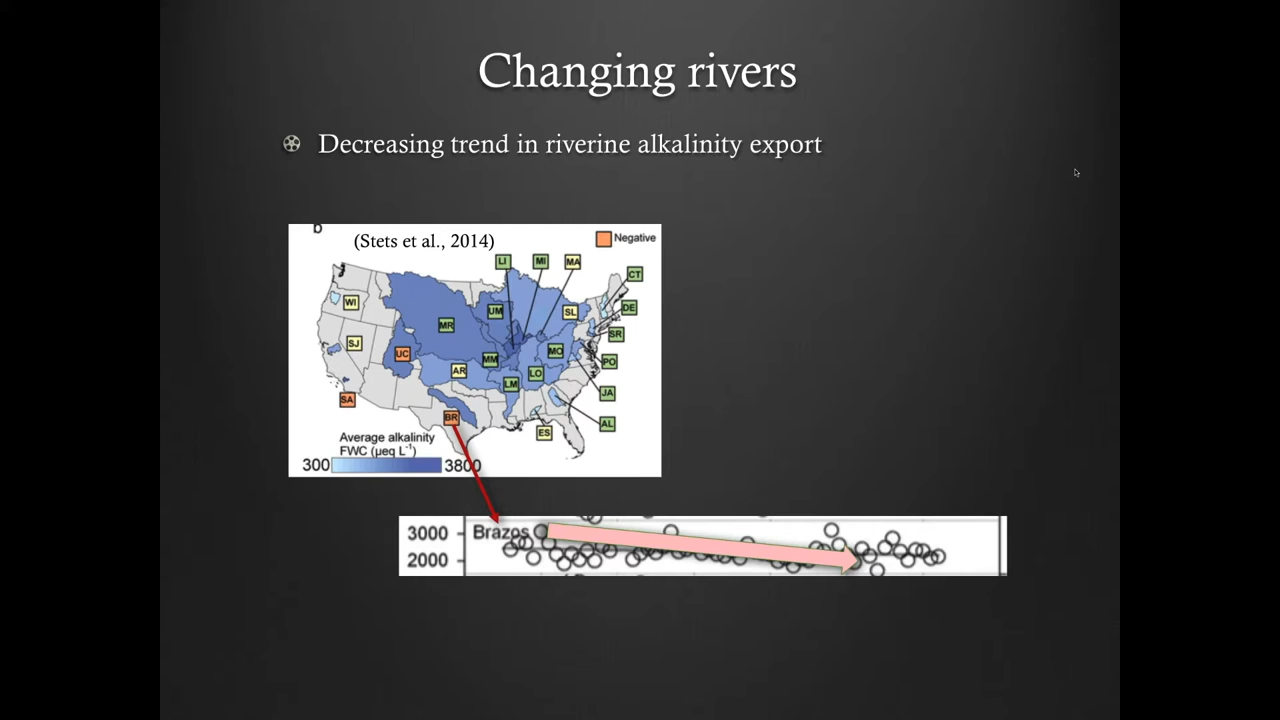 Changing rivers
Decreasing trend in riverine alkalinity export
b
(Stets et al., 2014)
Negative
LI MI MA
CT
WI
UM
SL
DE
MR
SR
SJ
UC
MM
MO
PO
AR
LO
LM
JA
SA
BR
AL
ES
Average alkalinity
FWC (µeq L-1)
300 3800
3000 Brazos
2000